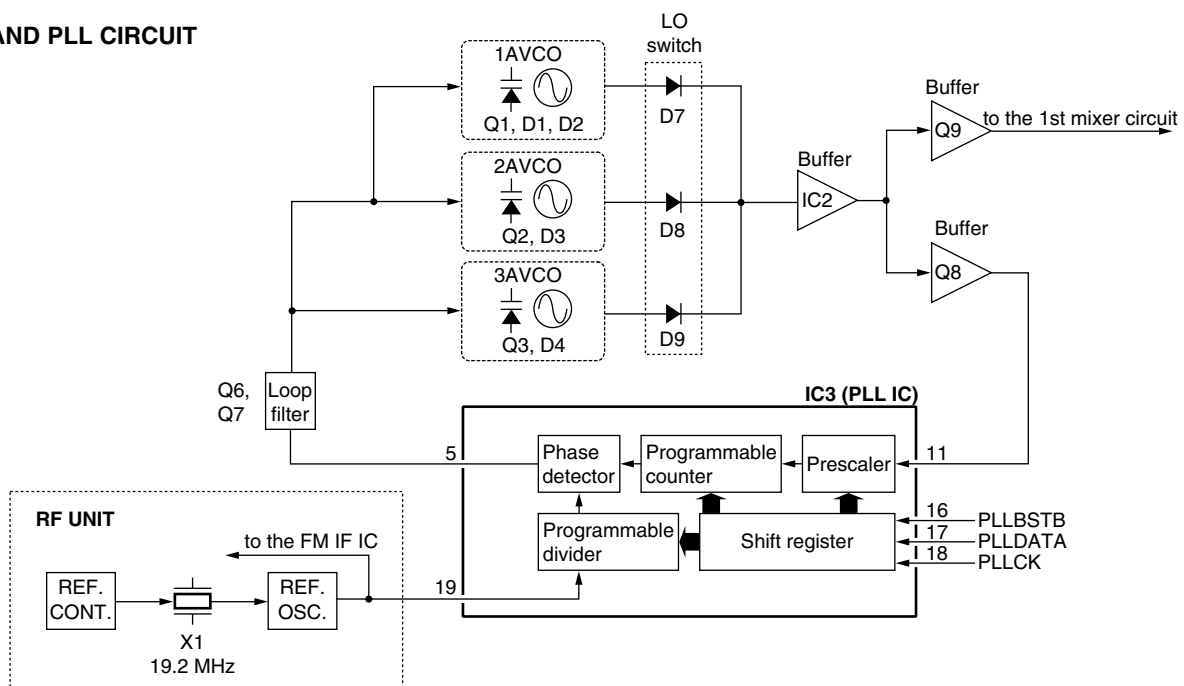 AND PLL CIRCUIT
LO
switch
1AVCO
Q1, D1, D2
D7
2AVCO
Q2, D3
D8
3AVCO
Q3, D4
D9
Buffer
IC2
Buffer
Q9
to the 1st mixer circuit
Buffer
Q8
Q6,
Q7
Loop
filter
IC3 (PLL IC)
5
Phase
detector
Programmable
counter
Prescaler
11
Programmable
divider
Shift register
16
PLLBSTB
17
PLLDATA
18
PLLCK
19
RF UNIT
to the FM IF IC
REF.
CONT.
X1
19.2 MHz
REF.
OSC.